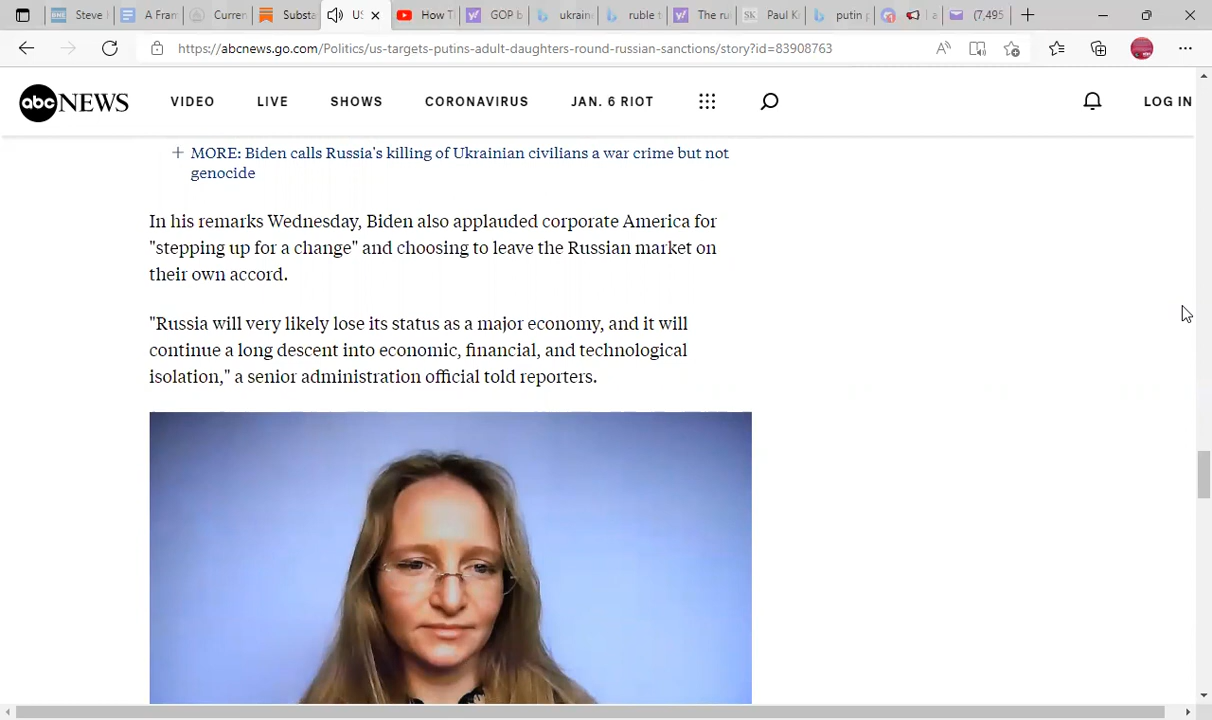 Steve
A Fran
Curren
Substa
US
How T
GOP b
ukrain
ruble t
The ru
SK
Paul K
putin p
(7,495
https://abcnews.go.com/Politics/us-targets-putins-adult-daughters-round-russian-sanctions/story?id=83908763
abc NEWS
VIDEO
LIVE
SHOWS
CORONAVIRUS
JAN. 6 RIOT
LOG IN
+ MORE: Biden calls Russia's killing of Ukrainian civilians a war crime but not
genocide
In his remarks Wednesday, Biden also applauded corporate America for
"stepping up for a change" and choosing to leave the Russian market on
their own accord.
"Russia will very likely lose its status as a major economy, and it will
continue a long descent into economic, financial, and technological
isolation," a senior administration official told reporters.